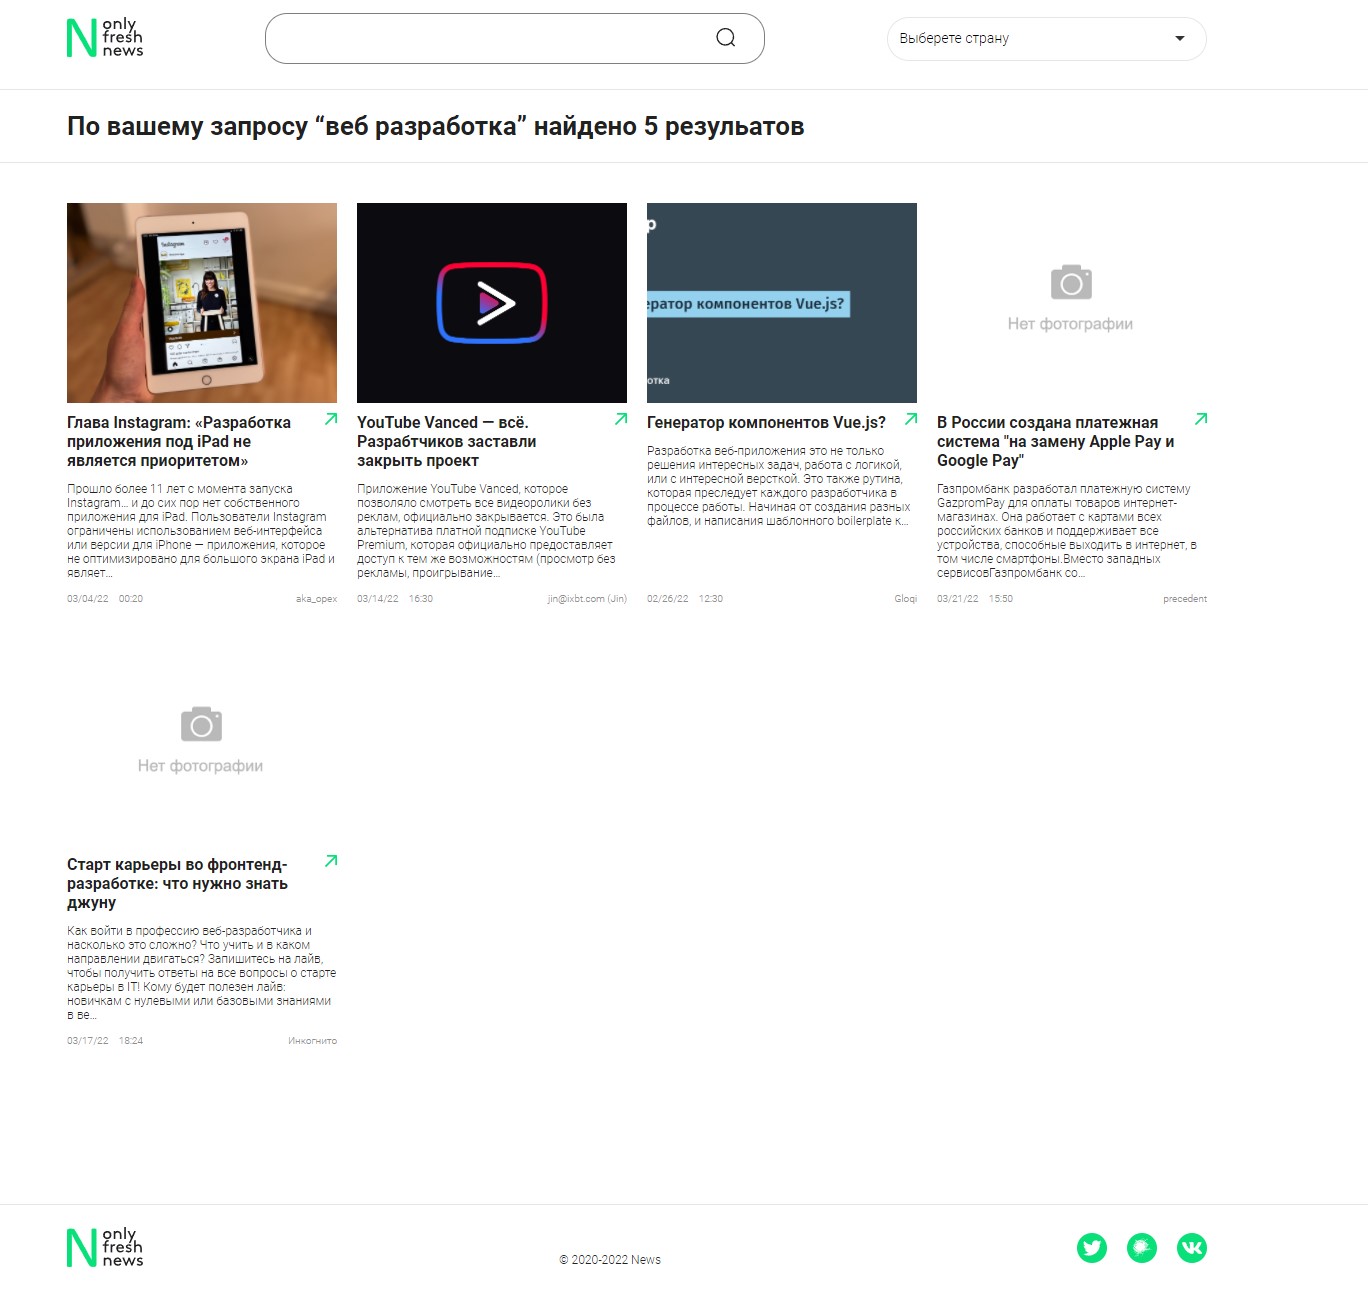 only
fresh
news
Выберете страну
По вашему запросу “веб разработка” найдено 5 резульатов
р
ератор компонентов Vue.js?
отка
Нет фотографии
Глава Instagram: «Разработка
приложения под iPad не
является приоритетом»
Прошло более 11 лет с момента запуска
Instagram... и до сих пор нет собственного
приложения для iPad. Пользователи Instagram
ограничены использованием веб-интерфейса
или версии для iPhone — приложения, которое
не оптимизировано для большого экрана iPad и
являет...
03/04/22 00:20 aka_opex
YouTube Vanced — всё.
Разрабтчиков заставли
закрыть проект
Приложение YouTube Vanced, которое
позволяло смотреть все видеоролики без
реклам, официально закрывается. Это была
альтернатива платной подписке YouTube
Premium, которая официально предоставляет
доступ к тем же возможностям (просмотр без
рекламы, проигрывание...
03/14/22 16:30 jin@ixbt.com (Jin)
Генератор компонентов Vue.js?
Разработка веб-приложения это не только
решения интересных задач, работа с логикой,
или с интересной версткой. Это также рутина,
которая преследует каждого разработчика в
процессе работы. Начиная от создания разных
файлов, и написания шаблонного boilerplate к...
02/26/22 12:30 Gloqi
В России создана платежная
система "на замену Apple Pay и
Google Pay"
Газпромбанк разработал платежную систему
GazpromPay для оплаты товаров интернет-
магазинах. Она работает с картами всех
российских банков и поддерживает все
устройства, способные выходить в интернет, в
том числе смартфоны.Вместо западных
сервисовГазпромбанк со...
03/21/22 15:50 precedent
Нет фотографии
Старт карьеры во фронтенд-
разработке: что нужно знать
джуну
Как войти в профессию веб-разработчика и
насколько это сложно? Что учить и в каком
направлении двигаться? Запишитесь на лайв,
чтобы получить ответы на все вопросы о старте
карьеры в IT! Кому будет полезен лайв:
новичкам с нулевыми или базовыми знаниями
в ве...
03/17/22 18:24 Инкогнито
only
fresh
news
© 2020-2022 News